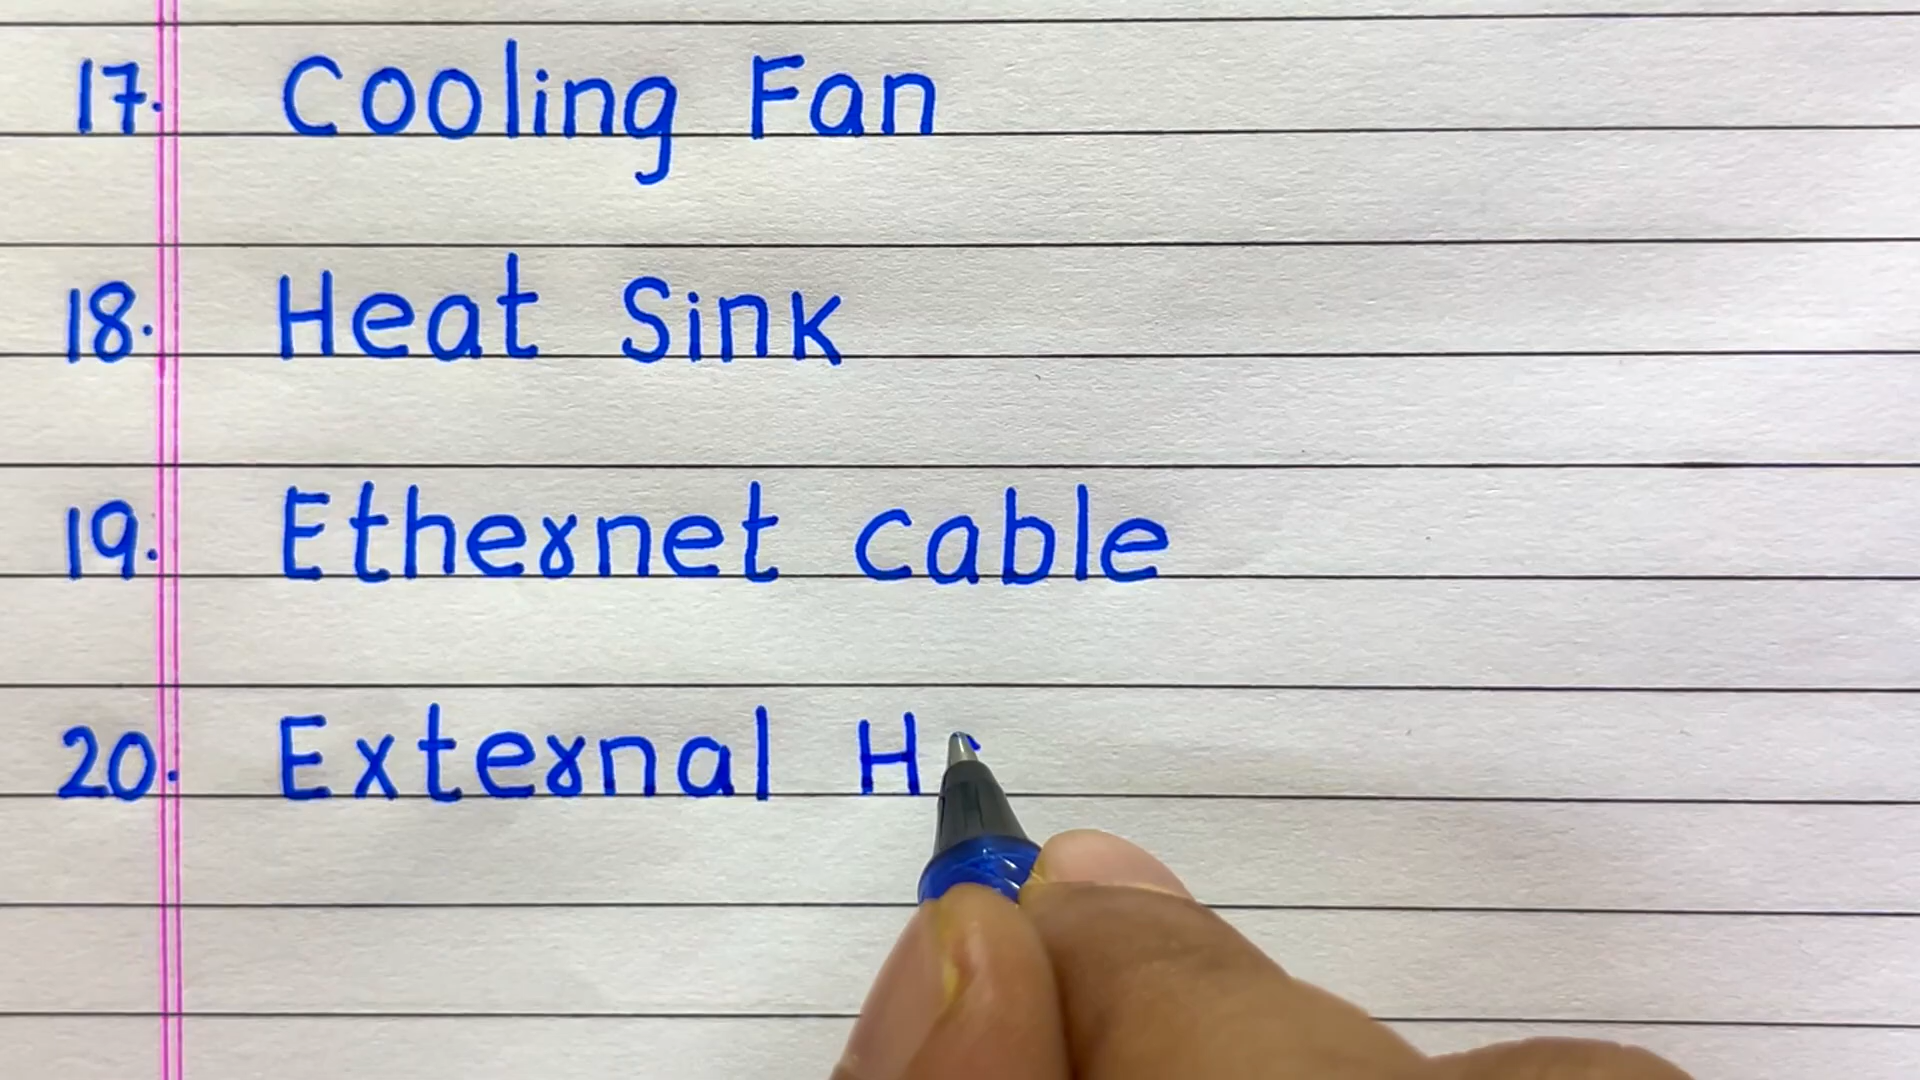 17. Cooling Fan
18. Heat Sink
19. Ethernet cable
20. External H